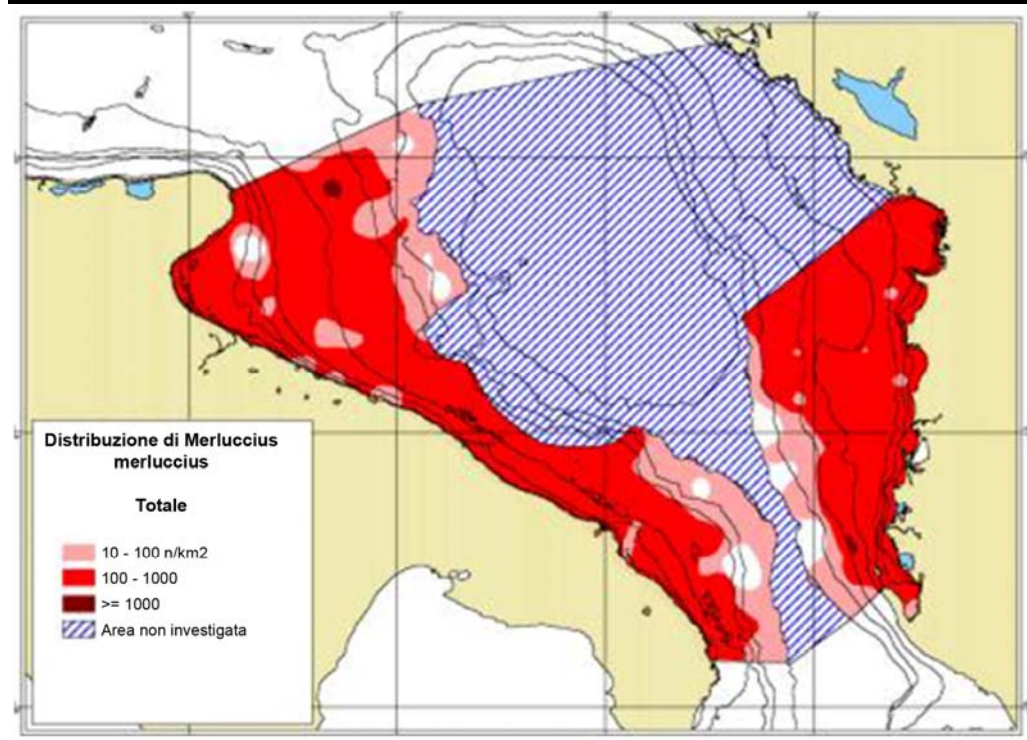 Distribuzione di Merluccius
merluccius
Totale
10 - 100 n/km2
100 - 1000
>= 1000
Area non investigata